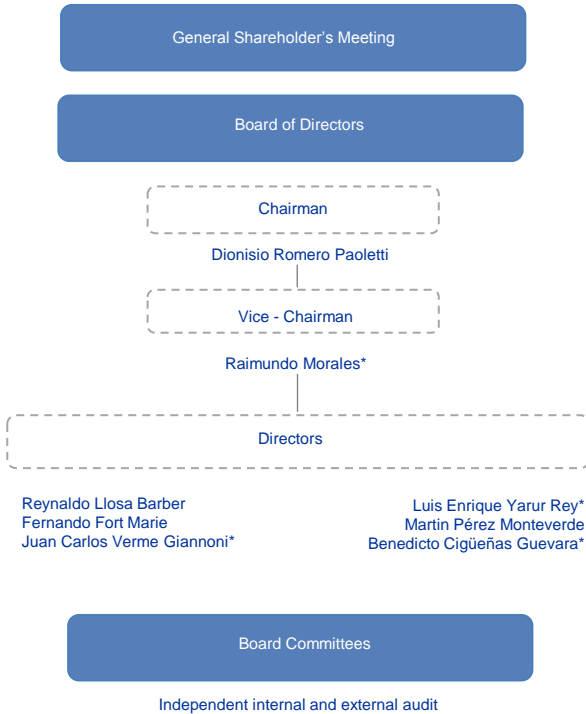 General Shareholder's Meeting
Board of Directors
Chairman
Dionisio Romero Paoletti
Vice - Chairman
Raimundo Morales*
Directors
Reynaldo Llosa Barber
Fernando Fort Marie
Juan Carlos Verme Giannoni*
Luis Enrique Yarur Rey*
Martin Pérez Monteverde
Benedicto Cigüeñas Guevara*
Board Committees
Independent internal and external audit